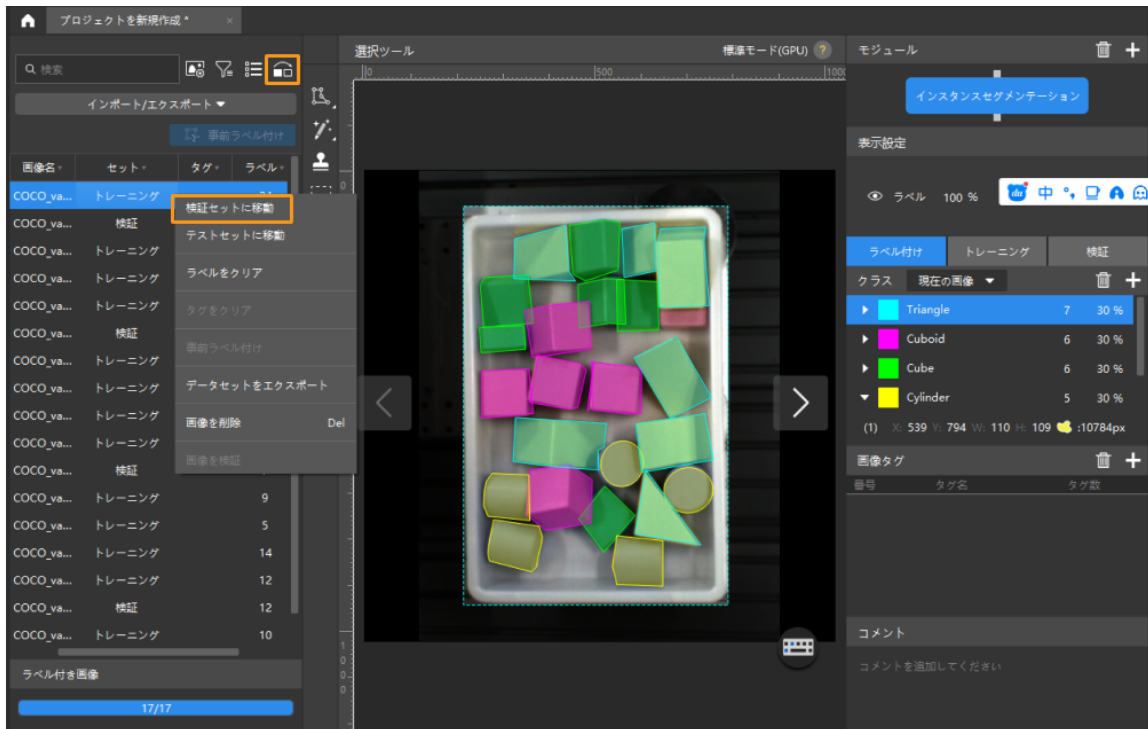 プロジェクトを新規作成 * ×
検索
インポート/エクスポート
事前ラベル付け
画像名 セット タグ ラベル
COCO_va... トレーニング
COCO_va... 検証
COCO_va... トレーニング
COCO_va... トレーニング
COCO_va... トレーニング
COCO_va... 検証
COCO_va... トレーニング
COCO_va... トレーニング
COCO_va... トレーニング
COCO_va... トレーニング
COCO_va... 検証
COCO_va... トレーニング 9
COCO_va... トレーニング 5
COCO_va... トレーニング 14
COCO_va... トレーニング 12
COCO_va... 検証 12
COCO_va... トレーニング 10
ラベル付き画像
17/17
検証セットに移動
テストセットに移動
ラベルをクリア
タグをクリア
事前ラベル付け
データセットをエクスポート
画像を削除 Del
画像を検証
選択ツール 標準モード(GPU) ?
0 500 1000
0
1000
モジュール
インスタンスセグメンテーション
表示設定
ラベル 100 %
du 中
ラベル付け トレーニング 検証
クラス 現在の画像
Triangle 7 30 %
Cuboid 6 30 %
Cube 6 30 %
Cylinder 5 30 %
(1) X: 539 Y: 794 W: 110 H: 109 :10784px
画像タグ
番号 タグ名 タグ数
コメント
コメントを追加してください